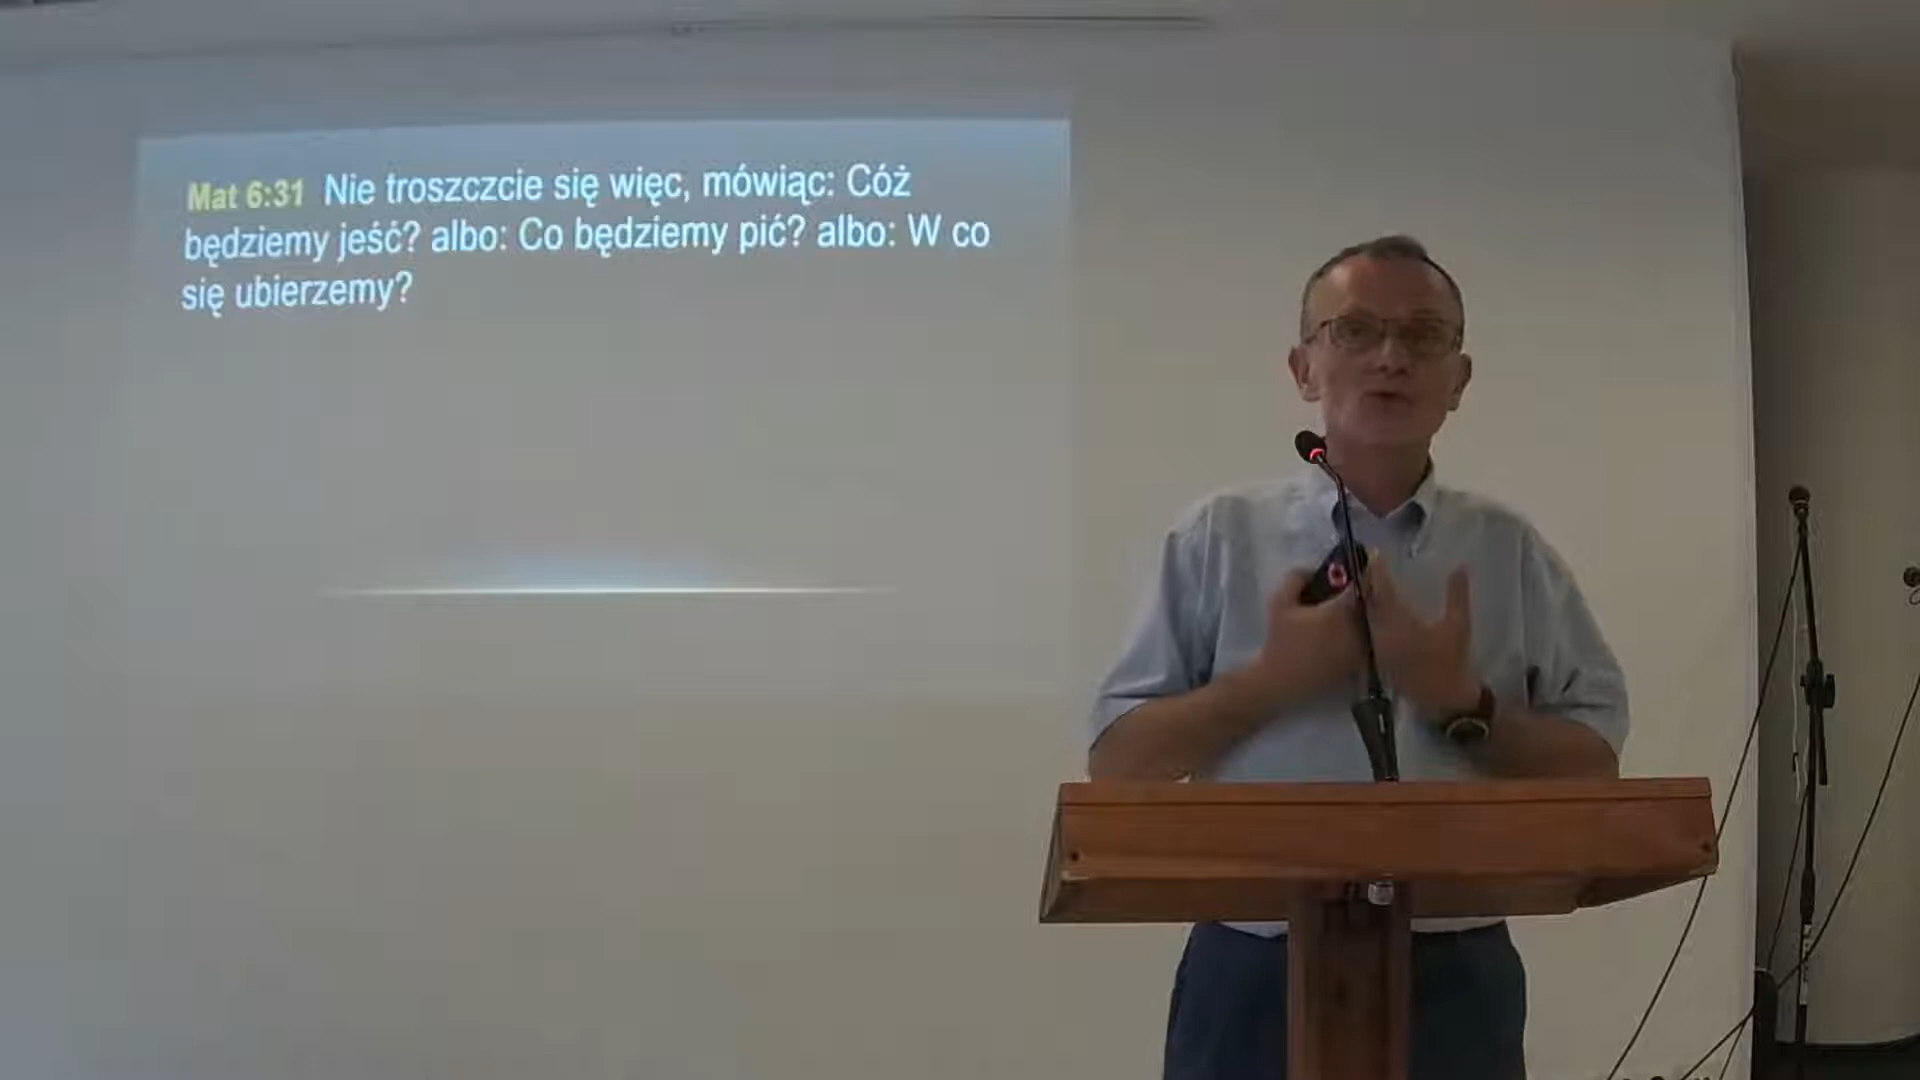 Mat 6:31 Nie troszczcie się więc, mówiąc: Cóż
będziemy jeść? albo: Co będziemy pić? albo: W co
się ubierzemy?